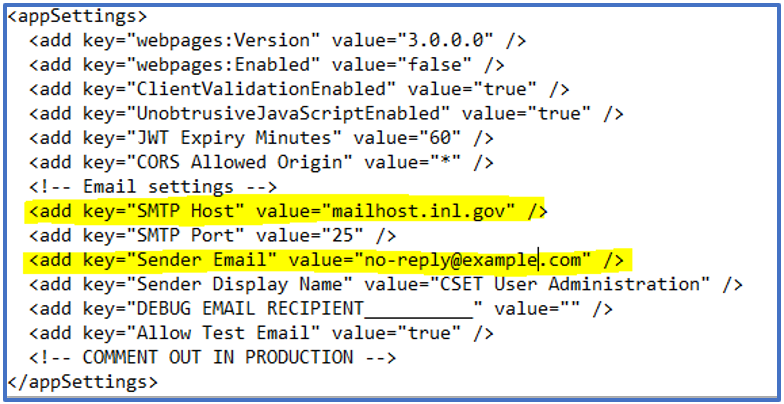 <appSettings>
<add key="webpages:Version" value="3.0.0.0" />
<add key="webpages:Enabled" value="false" />
<add key="ClientValidationEnabled" value="true" />
<add key="UnobtrusiveJavaScriptEnabled" value="true" />
<add key="JWT Expiry Minutes" value="60" />
<add key="CORS Allowed Origin" value="*" />
<!-- Email settings -->
<add key="SMTP Host" value="mailhost.inl.gov" />
<add key="SMTP Port" value="25" />
<add key="Sender Email" value="no-reply@example.com" />
<add key="Sender Display Name" value="CSET User Administration" />
<add key="DEBUG EMAIL RECIPIENT__________" value="" />
<add key="Allow Test Email" value="true" />
<!-- COMMENT OUT IN PRODUCTION -->
</appSettings>